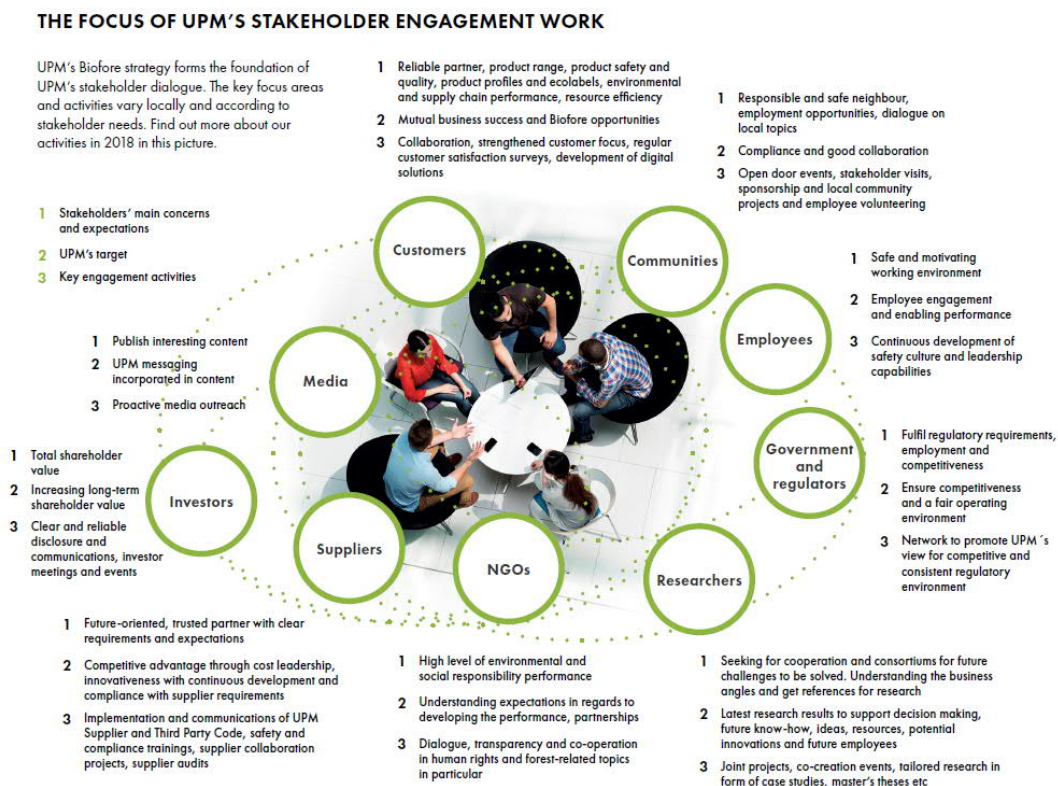 THE FOCUS OF UPM'S STAKEHOLDER ENGAGEMENT WORK
UPM's Biofore strategy forms the foundation of
UPM's stakeholder dialogue. The key focus areas
and activities vary locally and according to
stakeholder needs. Find out more about our
activities in 2018 in this picture.
1 Stakeholders' main concerns
and expectations
2 UPM's target
3 Key engagement activities
Customers
1 Reliable partner, product range, product safety and
quality, product profiles and ecolabels, environmental
and supply chain performance, resource efficiency
2 Mutual business success and Biofore opportunities
3 Collaboration, strengthened customer focus, regular
customer satisfaction surveys, development of digital
solutions
Communities
1 Responsible and safe neighbour,
employment opportunities, dialogue on
local topics
2 Compliance and good collaboration
3 Open door events, stakeholder visits,
sponsorship and local community
projects and employee volunteering
Employees
1 Safe and motivating
working environment
2 Employee engagement
and enabling performance
3 Continuous development of
safety culture and leadership
capabilities
Government
and
regulators
1 Fulfil regulatory requirements,
employment and
competitiveness
2 Ensure competitiveness
and a fair operating
environment
3 Network to promote UPM´s
view for competitive and
consistent regulatory
environment
Researchers
1 Seeking for cooperation and consortiums for future
challenges to be solved. Understanding the business
angles and get references for research
2 Latest research results to support decision making,
future know-how, ideas, resources, potential
innovations and future employees
3 Joint projects, co-creation events, tailored research in
form of case studies, master's theses etc
NGOs
1 High level of environmental and
social responsibility performance
2 Understanding expectations in regards to
developing the performance, partnerships
3 Dialogue, transparency and co-operation
in human rights and forest-related topics
in particular
Suppliers
1 Future-oriented, trusted partner with clear
requirements and expectations
2 Competitive advantage through cost leadership,
innovativeness with continuous development and
compliance with supplier requirements
3 Implementation and communications of UPM
Supplier and Third Party Code, safety and
compliance trainings, supplier collaboration
projects, supplier audits
Investors
1 Total shareholder
value
2 Increasing long-term
shareholder value
3 Clear and reliable
disclosure and
communications, investor
meetings and events
Media
1 Publish interesting content
2 UPM messaging
incorporated in content
3 Proactive media outreach